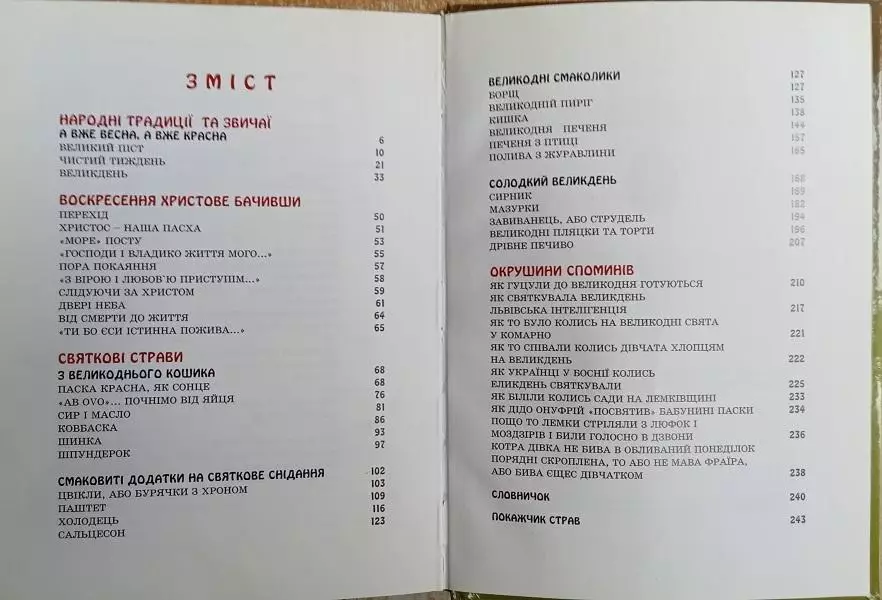 ЗМІСТ
НАРОДНІ ТРАДИЦІЇ ТА ЗВИЧАЇ
А ВЖЕ ВЕСНА, А ВЖЕ КРАСНА 6
ВЕЛИКИЙ ПІСТ 10
ЧИСТИЙ ТИЖДЕНЬ 21
ВЕЛИКДЕНЬ 33
ВОСКРЕСЕННЯ ХРИСТОВЕ БАЧИВШИ
ПЕРЕХІД 50
ХРИСТОС – НАША ПАСХА 51
«МОРЕ» ПОСТУ 53
«ГОСПОДИ І ВЛАДИКО ЖИТТЯ МОГО...» 55
ПОРА ПОКАЯННЯ 57
«З ВІРОЮ І ЛЮБОВ'Ю ПРИСТУПІМ...» 58
СЛІДУЮЧИ ЗА ХРИСТОМ 59
ДВЕРІ НЕБА 61
ВІД СМЕРТИ ДО ЖИТТЯ 64
«ТИ БО ЄСИ ІСТИННА ПОЖИВА...» 65
СВЯТКОВІ СТРАВИ
З ВЕЛИКОДНЬОГО КОШИКА 68
ПАСКА КРАСНА, ЯК СОНЦЕ 68
«AB OVO»... ПОЧНІМО ВІД ЯЙЦЯ 76
СИР І МАСЛО 81
КОВБАСКА 86
ШИНКА 93
ШПУНДЕРОК 97
СМАКОВИТІ ДОДАТКИ НА СВЯТКОВЕ СНІДАННЯ 102
ЦВІКЛИ, АБО БУРЯЧКИ З ХРОНОМ 103
ПАШТЕТ 109
ХОЛОДЕЦЬ 116
САЛЬЦЕСОН 123
ВЕЛИКОДНІ СМАКОЛИКИ 127
БОРЩ 127
ВЕЛИКОДНІЙ ПИРІГ 135
КИШКА 138
ВЕЛИКОДНЯ ПЕЧЕНЯ 144
ПЕЧЕНЯ З ПТИЦІ 157
ПОЛИВА З ЖУРАВЛИНИ 165
СОЛОДКИЙ ВЕЛИКДЕНЬ 168
СИРНИК 169
МАЗУРКИ 182
ЗАВИВАНЕЦЬ, АБО СТРУДЕЛЬ 194
ВЕЛИКОДНІ ПЛЯЦКИ ТА ТОРТИ 196
ДРІБНЕ ПЕЧИВО 207
ОКРУШИНИ СПОМИНІВ
ЯК ГУЦУЛИ ДО ВЕЛИКОДНЯ ГОТУЮТЬСЯ 210
ЯК СВЯТКУВАЛА ВЕЛИКДЕНЬ
ЛЬВІВСЬКА ІНТЕЛІГЕНЦІЯ 217
ЯК ТО БУЛО КОЛИСЬ НА ВЕЛИКОДНІ СВЯТА
У КОМАРНО 221
ЯК ТО СПІВАЛИ КОЛИСЬ ДІВЧАТА ХЛОПЦЯМ
НА ВЕЛИКДЕНЬ 222
ЯК УКРАЇНЦІ У БОСНІЇ КОЛИСЬ
ЕЛИКДЕНЬ СВЯТКУВАЛИ 225
ЯК БІЛИЛИ КОЛИСЬ САДИ НА ЛЕМКІВЩИНІ 233
ЯК ДІДО ОНУФРІЙ «ПОСВЯТИВ» БАБУНИНІ ПАСКИ 234
ПОЩО ТО ЛЕМКИ СТРІЛЯЛИ З ЛЮФОК І
МОЗДЗІРІВ І БИЛИ ГОЛОСНО В ДЗВОНИ 236
КОТРА ДІВКА НЕ БИВА В ОБЛИВАНИЙ ПОНЕДІЛОК
ПОРЯДНІ СКРОПЛЕНА, ТО АБО НЕ МАВА ФРАЇРА,
АБО БИВА ЄЩЕС ДІВЧАТКОМ 238
СЛОВНИЧОК 240
ПОКАЖЧИК СТРАВ 243